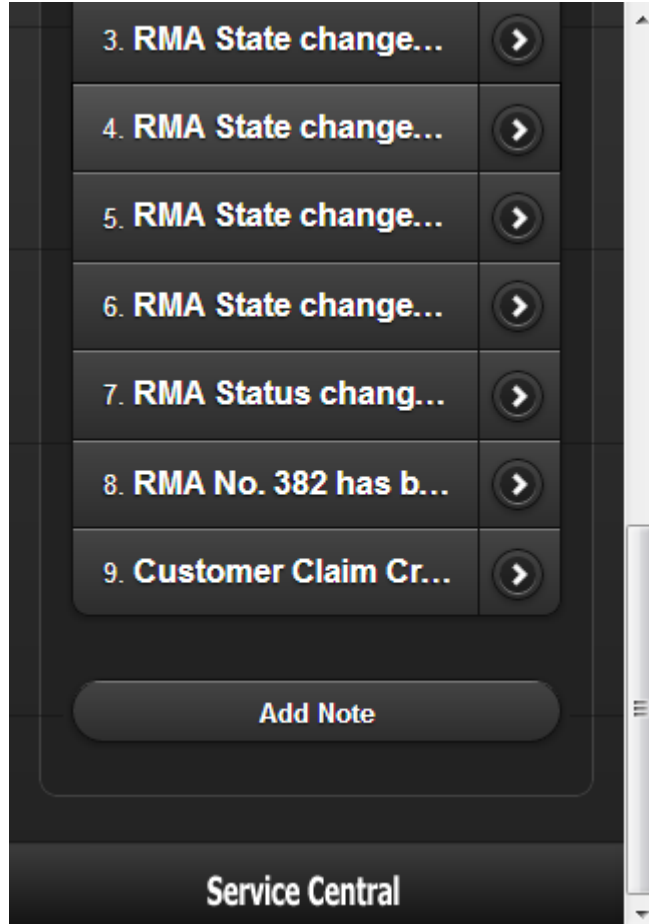 3. RMA State change...
4. RMA State change...
5. RMA State change...
6. RMA State change...
7. RMA Status chang...
8. RMA No. 382 has b...
9. Customer Claim Cr...
Add Note
Service Central